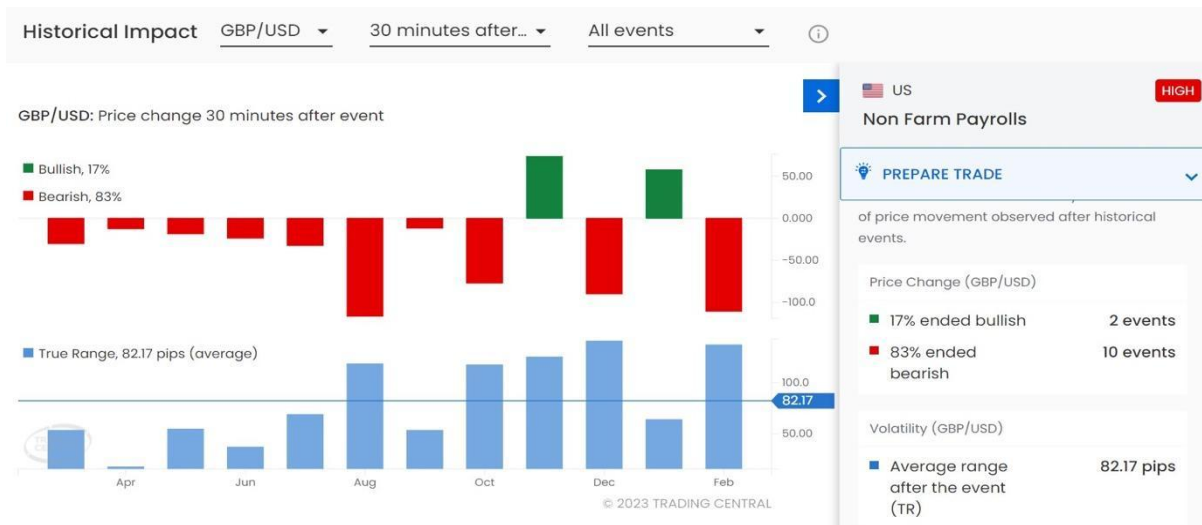 Historical Impact GBP/USD 30 minutes after... All events
GBP/USD: Price change 30 minutes after event
Bullish, 17%
Bearish, 83%
50.00
0.000
-50.00
-100.0
True Range, 82.17 pips (average)
100.0
82.17
50.00
Apr Jun Aug Oct Dec Feb
© 2023 TRADING CENTRAL
US HIGH
Non Farm Payrolls
PREPARE TRADE
of price movement observed after historical
events.
Price Change (GBP/USD)
17% ended bullish 2 events
83% ended 10 events
bearish
Volatility (GBP/USD)
Average range 82.17 pips
after the event
(TR)